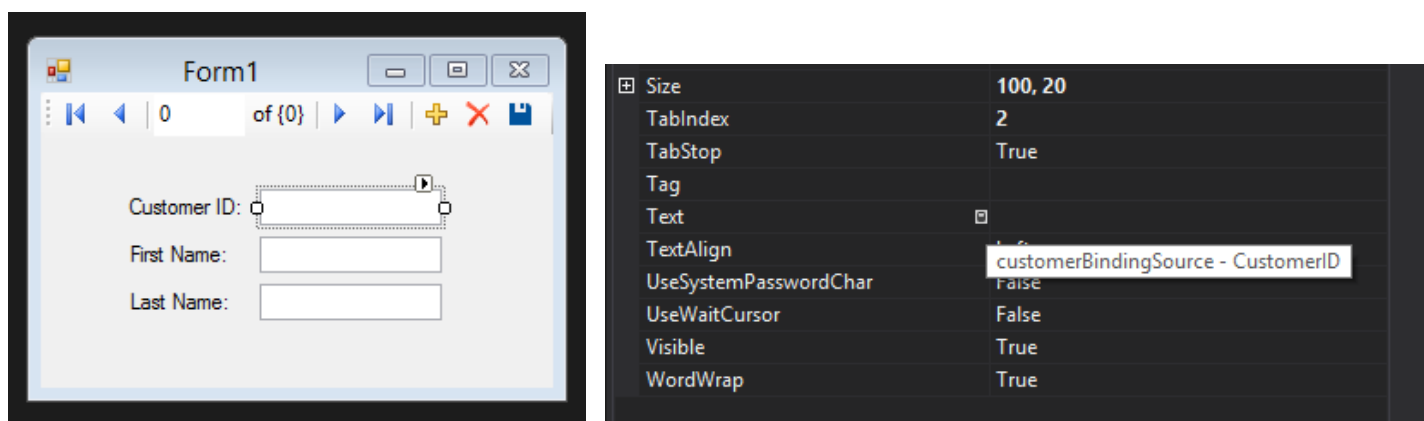 Form1
0 of {0}
Customer ID:
First Name:
Last Name:
Size 100, 20
TabIndex 2
TabStop True
Tag
Text
TextAlign
customerBindingSource - CustomerID
UseSystemPasswordChar False
UseWaitCursor False
Visible True
WordWrap True